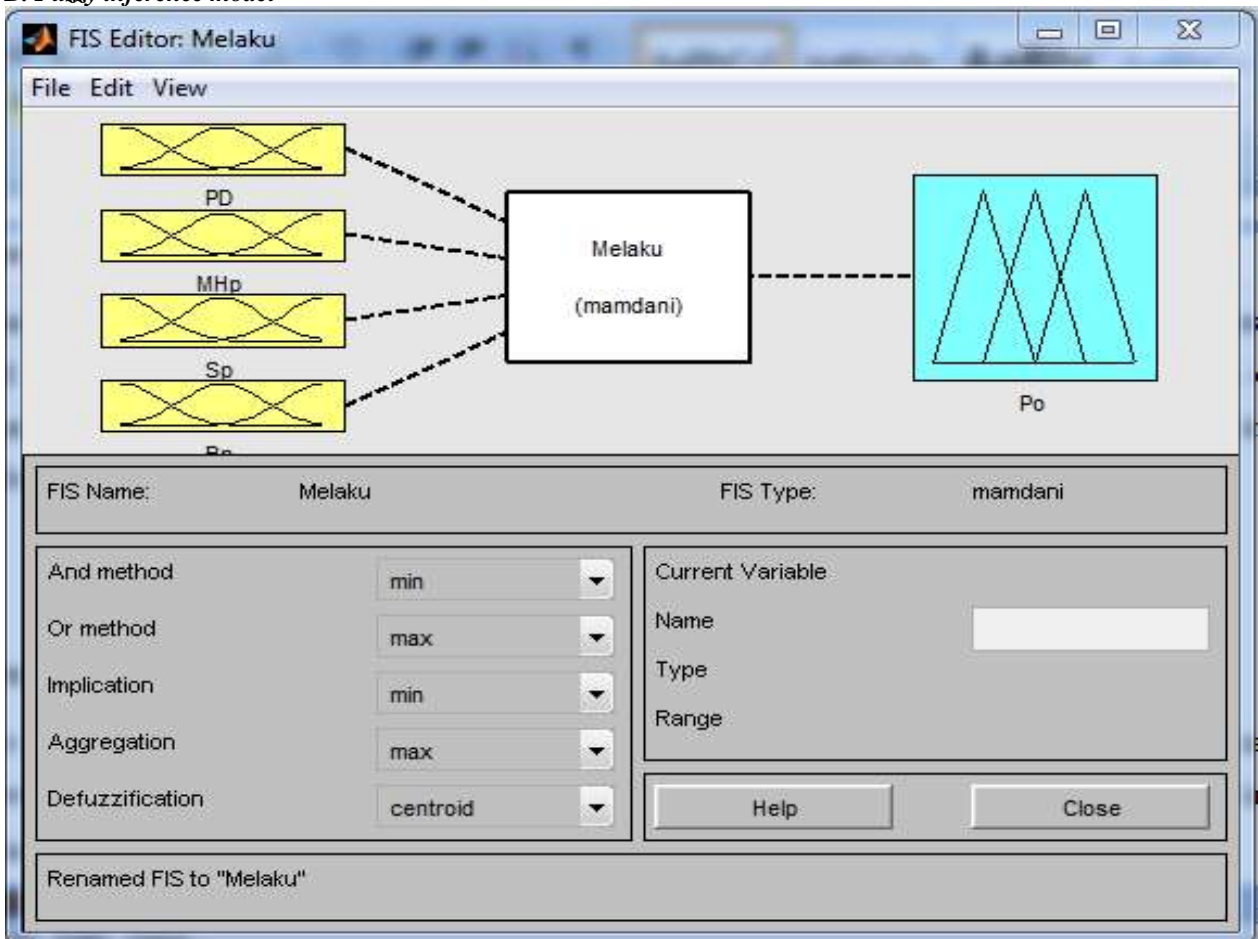 FIS Editor: Melaku
File Edit View
PD
MHp
Sp
Melaku
(mamdani)
Po
FIS Name: Melaku FIS Type: mamdani
And method min
Or method max
Implication min
Aggregation max
Defuzzification centroid
Current Variable
Name
Type
Range
Help Close
Renamed FIS to "Melaku"